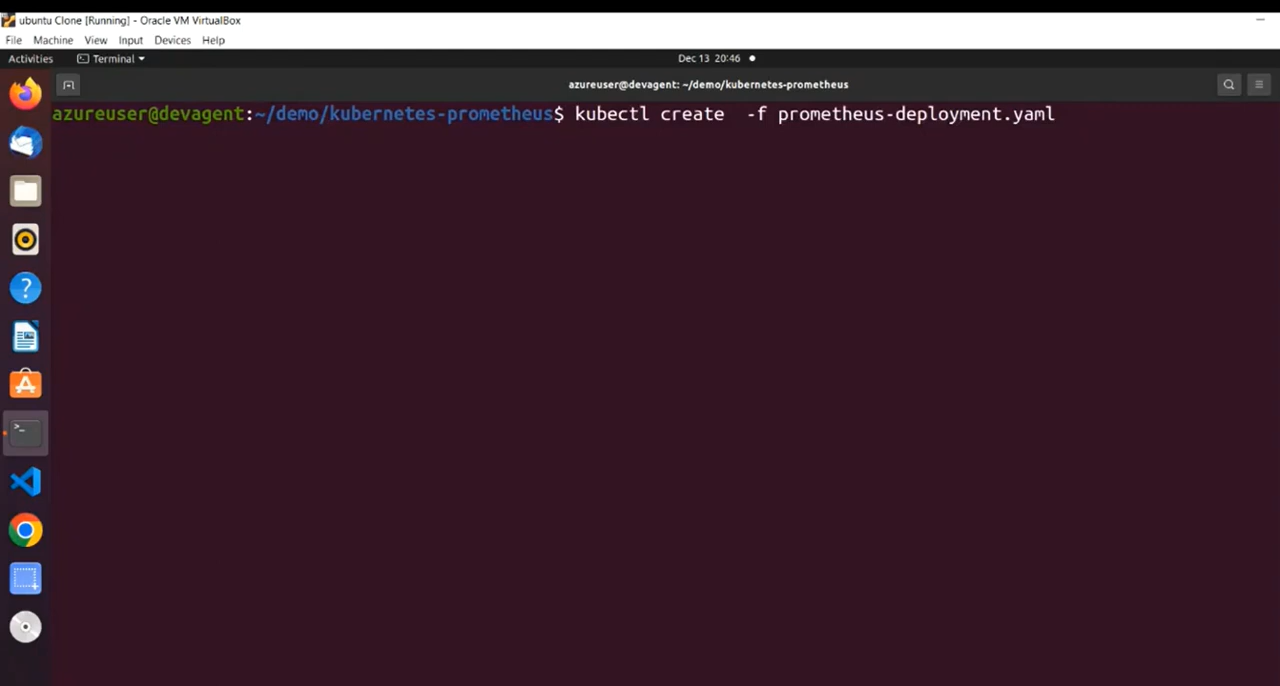 ubuntu Clone [Running] - Oracle VM VirtualBox
File Machine View Input Devices Help
Activities Terminal Dec 13 20:46
azureuser@devagent: ~/demo/kubernetes-prometheus
azureuser@devagent:~/demo/kubernetes-prometheus$ kubectl create  -f prometheus-deployment.yaml